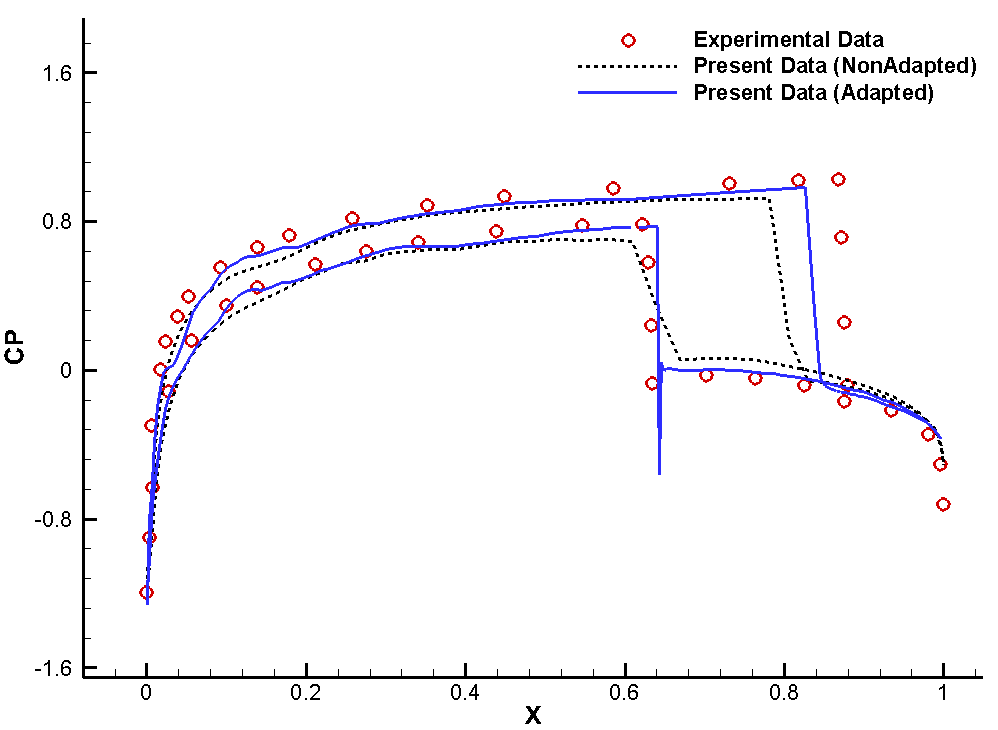 Experimental Data
Present Data (NonAdapted)
Present Data (Adapted)
1.6
0.8
0
-0.8
-1.6
CP
0 0.2 0.4 0.6 0.8 1
X